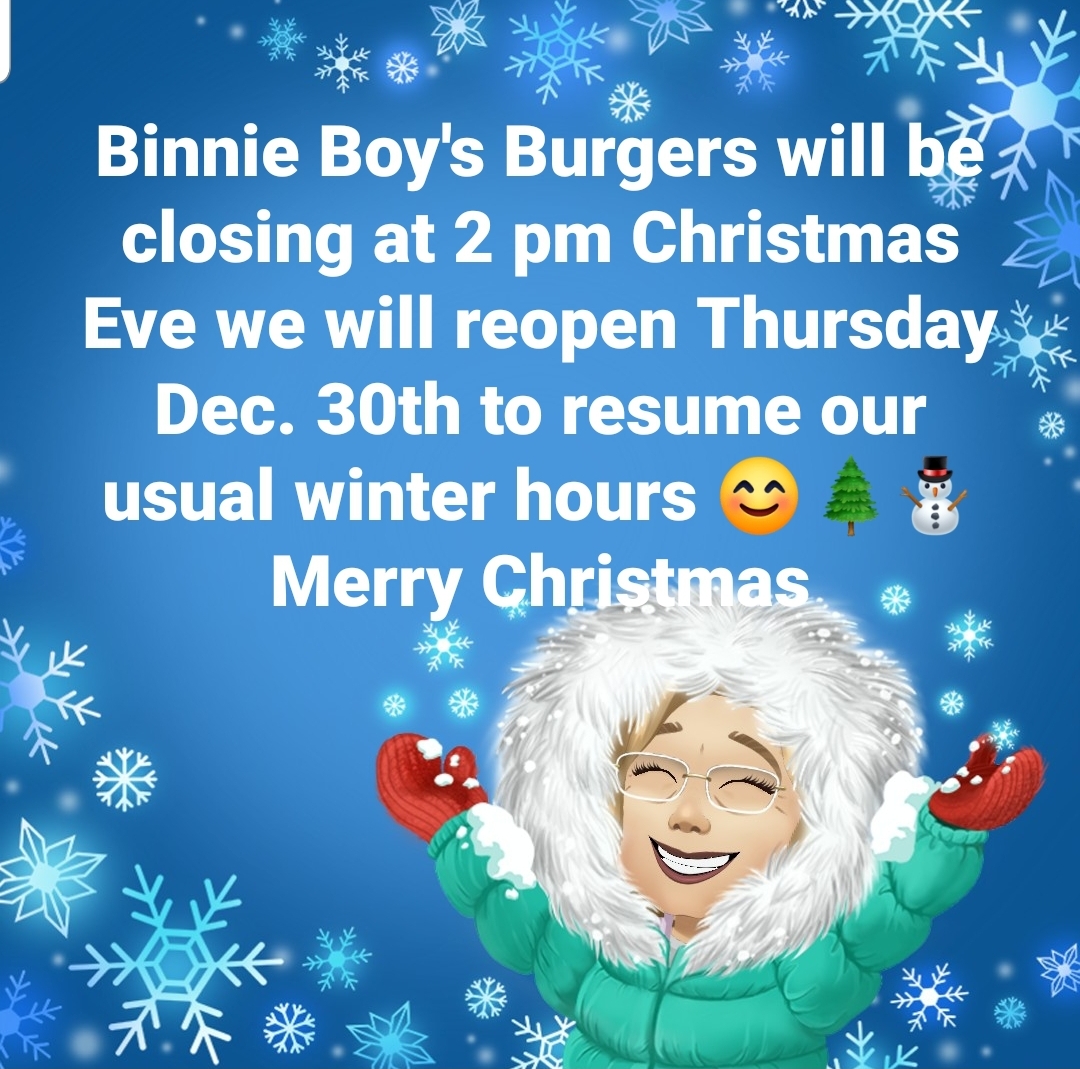 Binnie Boy's Burgers will be
closing at 2 pm Christmas
Eve we will reopen Thursday
Dec. 30th to resume our
usual winter hours 😊🌲⛄
Merry Christmas